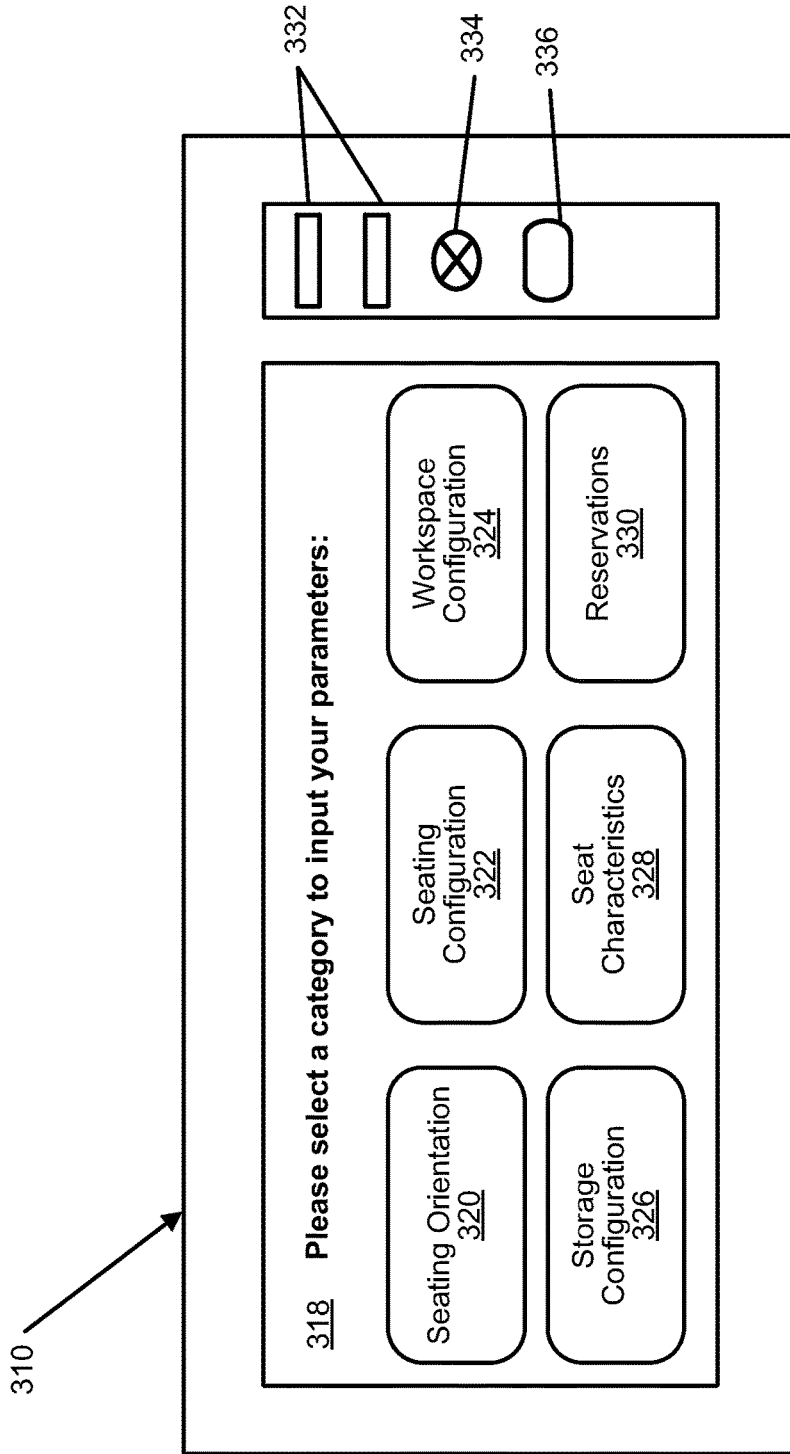 310
318 Please select a category to input your parameters:
Seating Orientation
320
Seating
Configuration
322
Workspace
Configuration
324
Storage
Configuration
326
Seat
Characteristics
328
Reservations
330
332
334
336